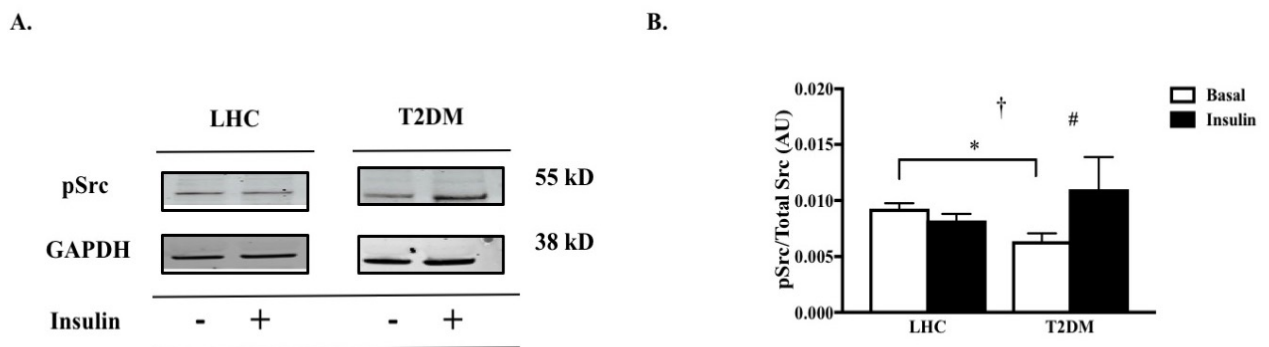 A.
LHC T2DM
pSrc 55 kD
GAPDH 38 kD
Insulin - + - +
B.
pSrc/Total Src (AU)
0.020
0.015
0.010
0.005
0.000
† #
*
LHC T2DM
Basal
Insulin